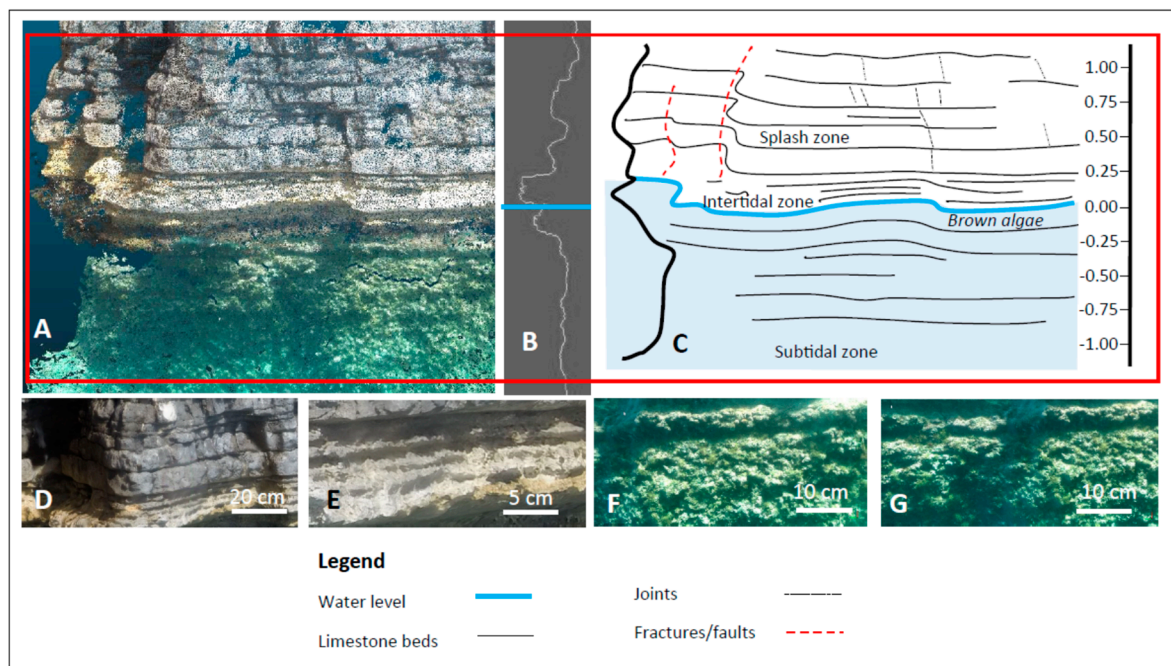 A
B
C
Splash zone
Intertidal zone
Brown algae
Subtidal zone
1.00
0.75
0.50
0.25
0.00
-0.25
-0.50
-0.75
-1.00
D
20 cm
E
5 cm
F
10 cm
G
10 cm
Legend
Water level
Joints
Limestone beds
Fractures/faults